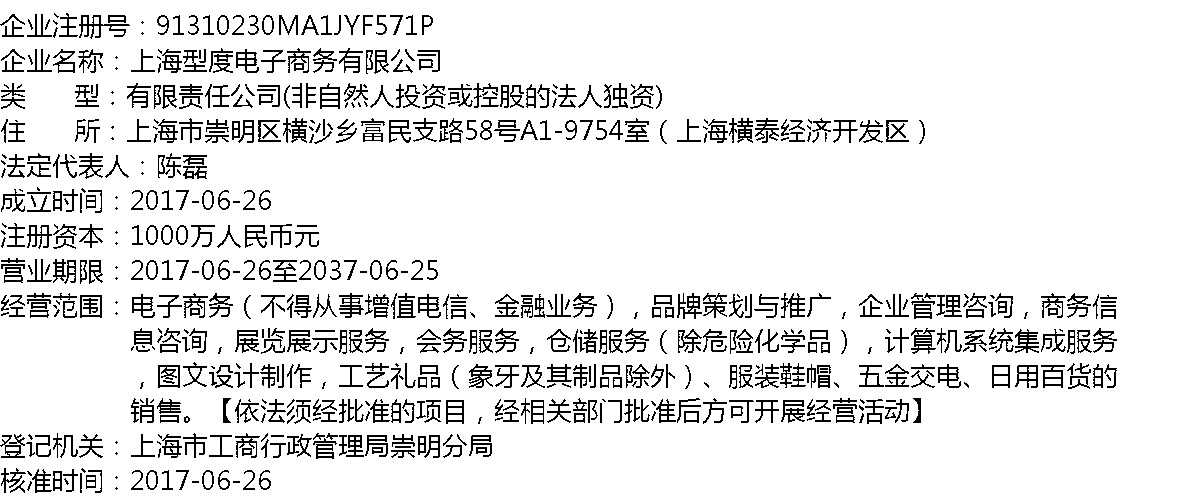 企业注册号：91310230MA1JYF571P
企业名称：上海型度电子商务有限公司
类　　型：有限责任公司(非自然人投资或控股的法人独资)
住　　所：上海市崇明区横沙乡富民支路58号A1-9754室（上海横泰经济开发区）
法定代表人：陈磊
成立时间：2017-06-26
注册资本：1000万人民币元
营业期限：2017-06-26至2037-06-25
经营范围：电子商务（不得从事增值电信、金融业务），品牌策划与推广，企业管理咨询，商务信
息咨询，展览展示服务，会务服务，仓储服务（除危险化学品），计算机系统集成服务
，图文设计制作，工艺礼品（象牙及其制品除外）、服装鞋帽、五金交电、日用百货的
销售。【依法须经批准的项目，经相关部门批准后方可开展经营活动】
登记机关：上海市工商行政管理局崇明分局
核准时间：2017-06-26